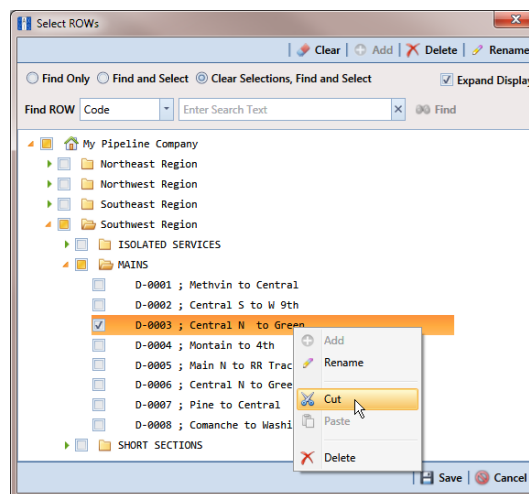 Select ROWs
Clear Add Delete Rename
Find Only Find and Select Clear Selections, Find and Select Expand Display
Find ROW Code Enter Search Text Find
My Pipeline Company
Northeast Region
Northwest Region
Southeast Region
Southwest Region
ISOLATED SERVICES
MAINS
D-0001 ; Methvin to Central
D-0002 ; Central S to W 9th
D-0003 ; Central N to Green
D-0004 ; Montain to 4th
Add
D-0005 ; Main N to RR Trac
Rename
D-0006 ; Central N to Gree
D-0007 ; Pine to Central
Cut
D-0008 ; Comanche to Washi
Paste
SHORT SECTIONS
Delete
Save Cancel